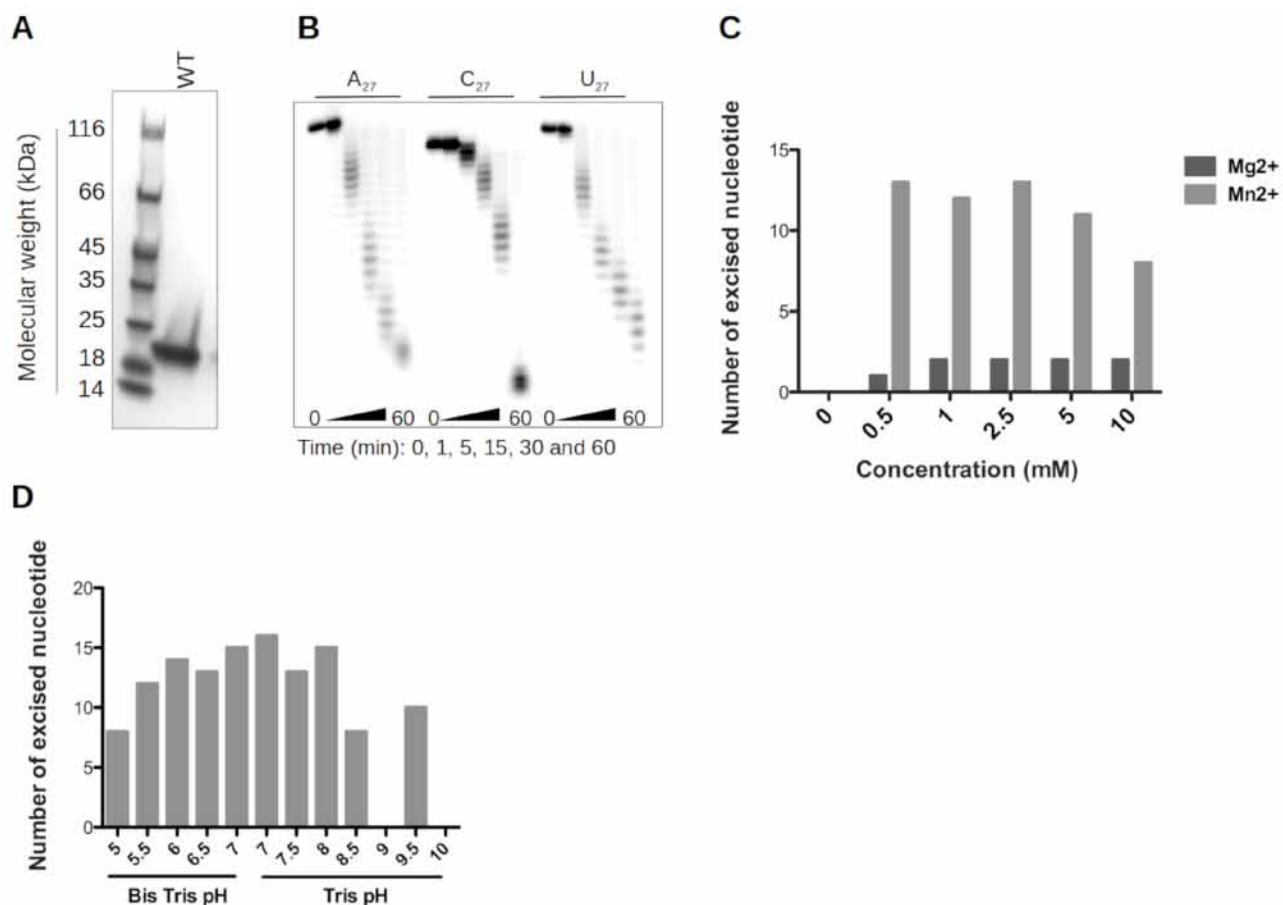 A
WT
Molecular weight (kDa)
116
66
45
35
25
18
14
B
A27 C27 U27
0 60 0 60 0 60
Time (min): 0, 1, 5, 15, 30 and 60
C
Number of excised nucleotide
15
10
5
0
0 0.5 1 2.5 5 10
Concentration (mM)
Mg2+
Mn2+
D
Number of excised nucleotide
20
15
10
5
0
5 5.5 6 6.5 7 7 7.5 8 8.5 9 9.5 10
Bis Tris pH Tris pH